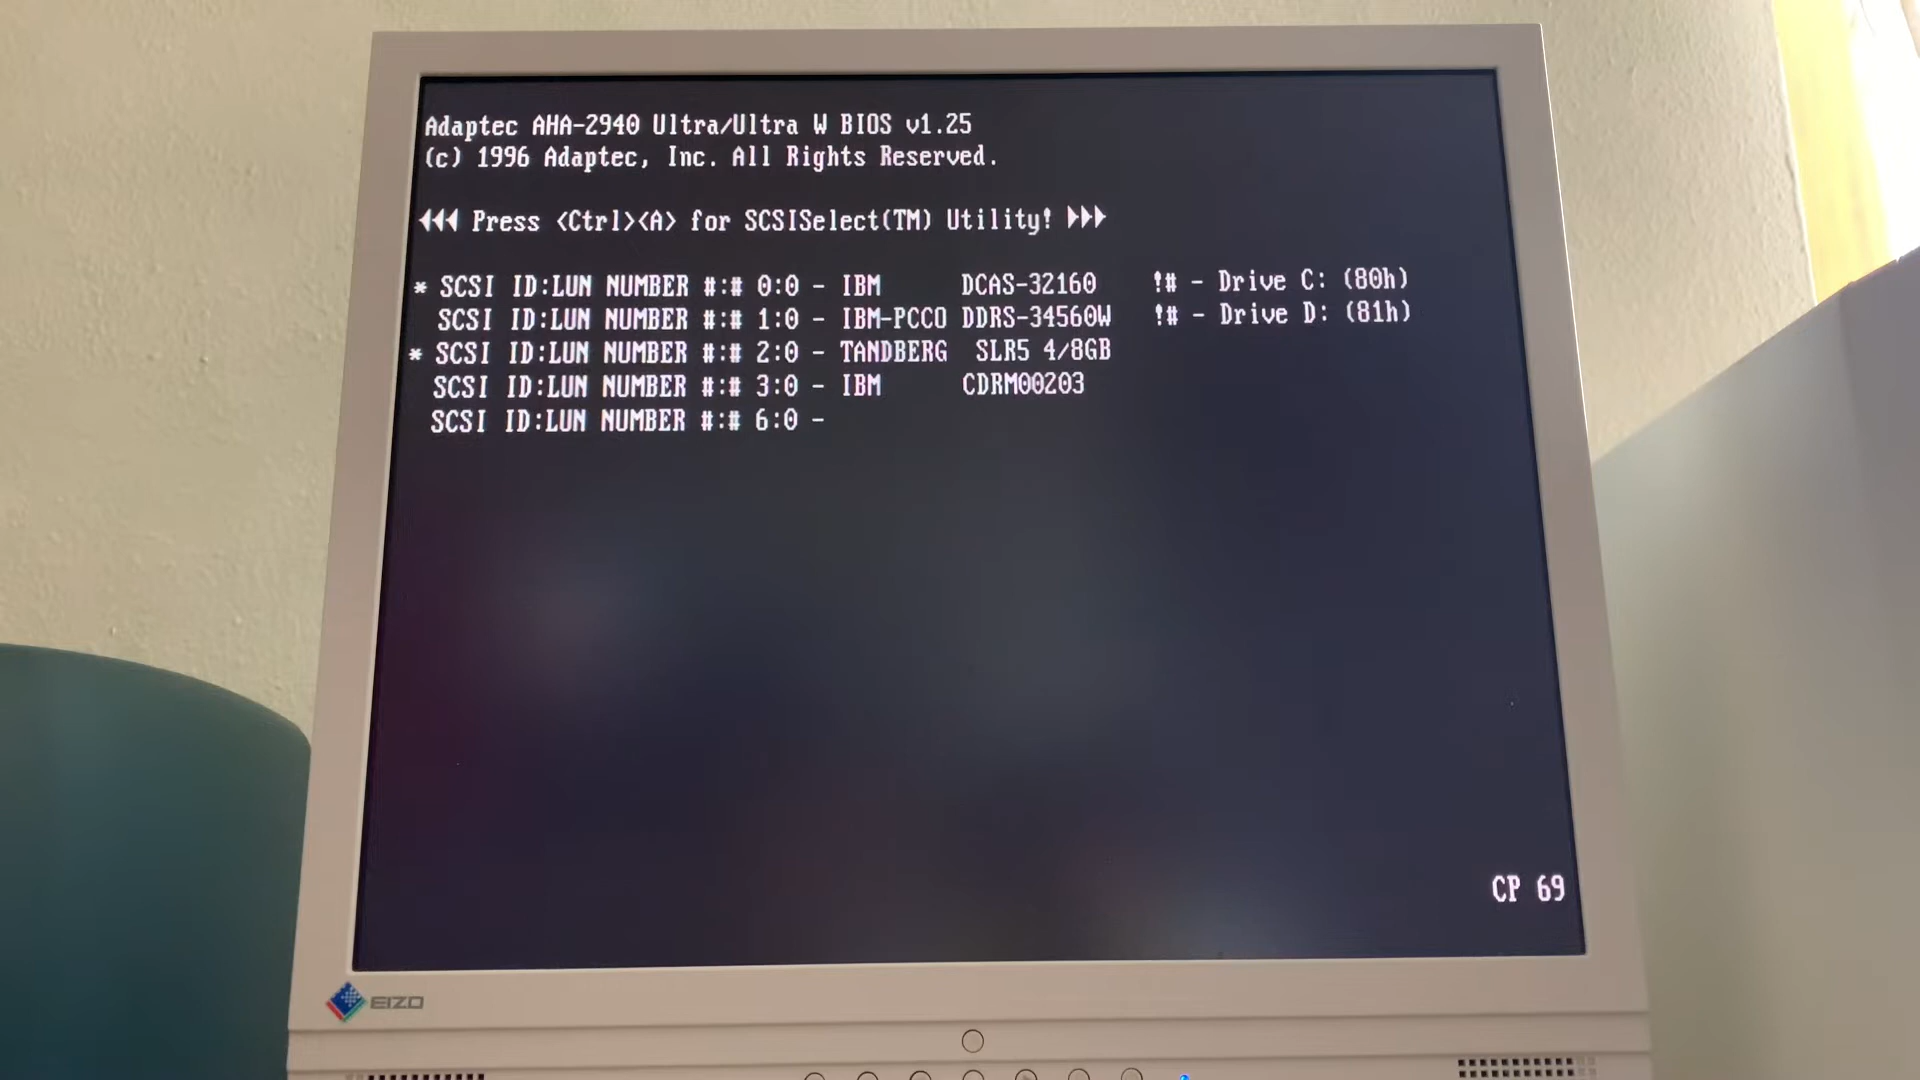 Adaptec AHA-2940 Ultra/Ultra W BIOS v1.25
(c) 1996 Adaptec, Inc. All Rights Reserved.
◀◀◀ Press <Ctrl><A> for SCSISelect(TM) Utility! ▶▶▶
* SCSI ID:LUN NUMBER #:# 0:0 - IBM DCAS-32160 !# - Drive C: (80h)
SCSI ID:LUN NUMBER #:# 1:0 - IBM-PCCO DDRS-34560W !# - Drive D: (81h)
* SCSI ID:LUN NUMBER #:# 2:0 - TANDBERG SLR5 4/8GB
SCSI ID:LUN NUMBER #:# 3:0 - IBM CDRM00203
SCSI ID:LUN NUMBER #:# 6:0 -
CP 69
EIZO